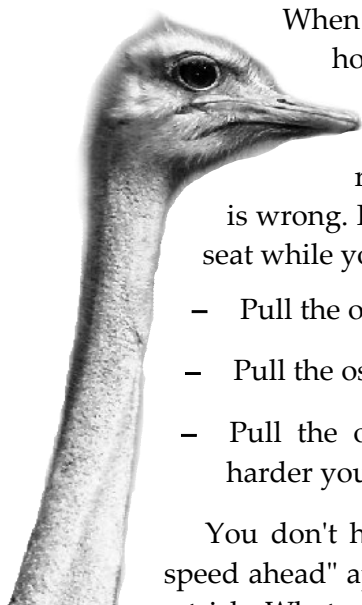 When
ho
is wrong.
seat while yo
– Pull the o
– Pull the os
– Pull the o
harder you
You don't h
speed ahead" a